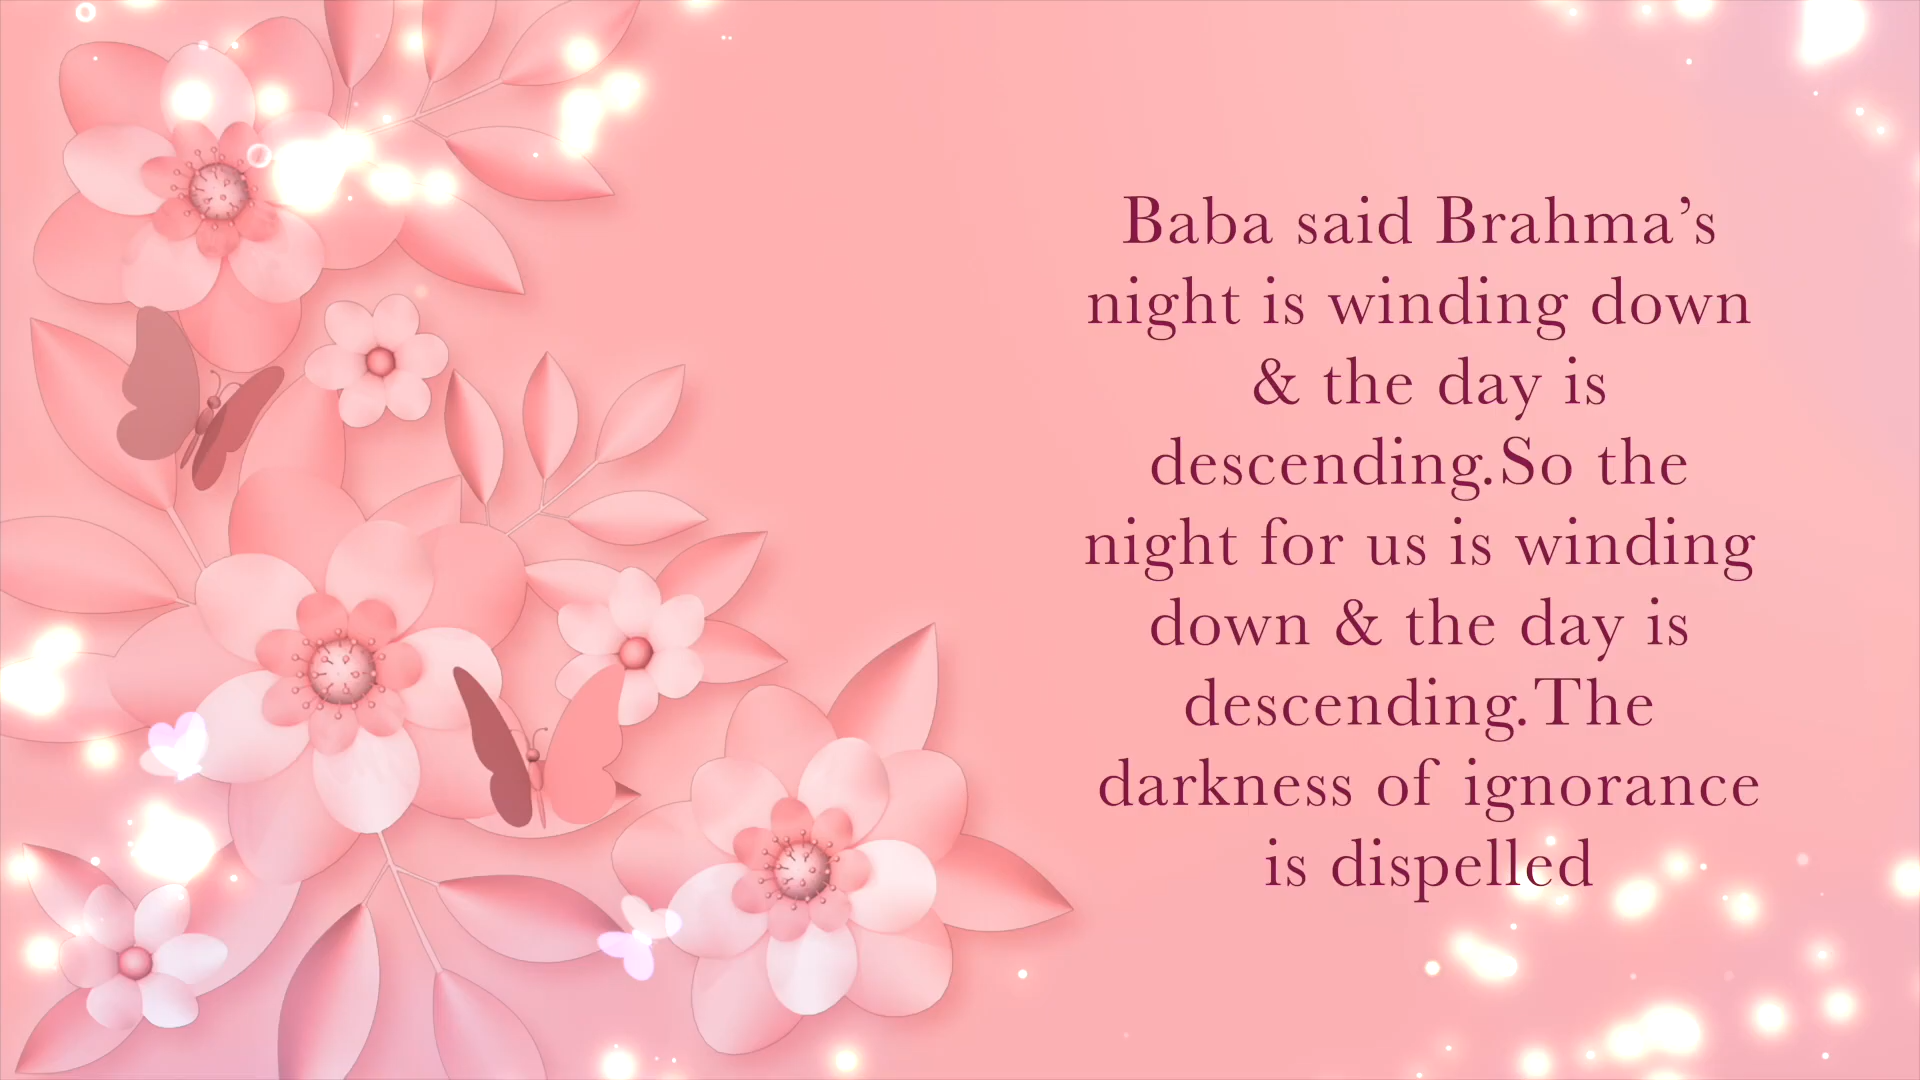 Baba said Brahma’s
night is winding down
& the day is
descending.So the
night for us is winding
down & the day is
descending.The
darkness of ignorance
is dispelled